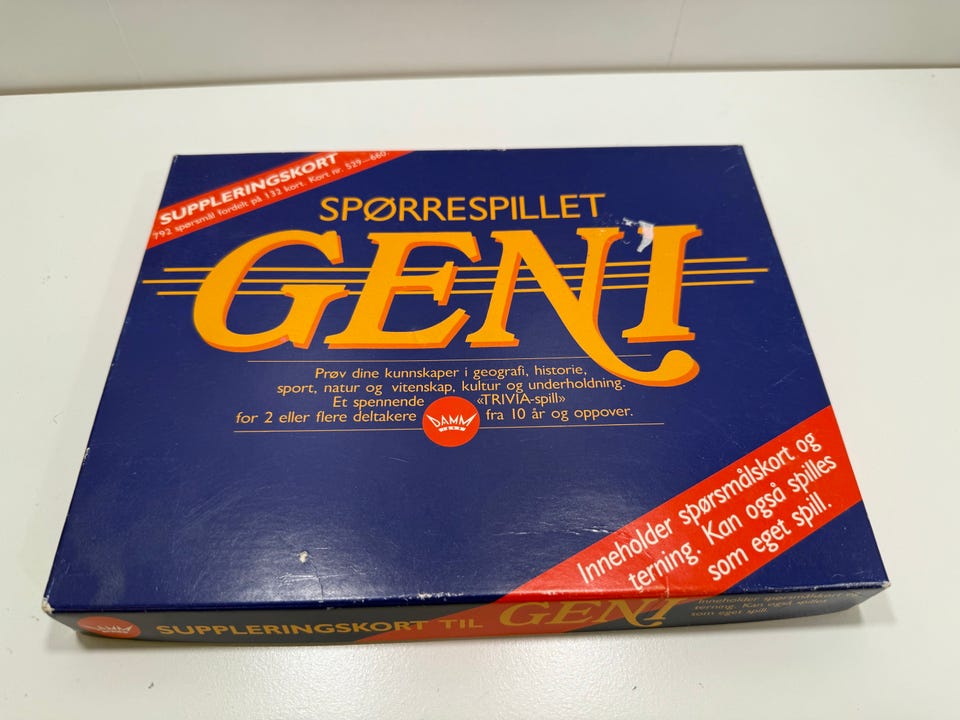 SUPPLERINGSKORT
792 spørsmål fordelt på 132 kort. Kort nr. 529—660.
SPØRRESPILLET
GENI
Prøv dine kunnskaper i geografi, historie,
sport, natur og vitenskap, kultur og underholdning.
Et spennende «TRIVIA-spill»
for 2 eller flere deltakere fra 10 år og oppover.
DAMM
Inneholder spørsmålskort og
terning. Kan også spilles
som eget spill.
DAMM
SUPPLERINGSKORT TIL GENI
Inneholder spørsmålskort og
terning. Kan også spilles
som eget spill.